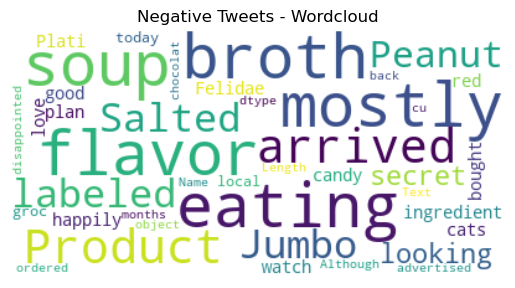 Negative Tweets - Wordcloud
Plati today
soup broth Peanut
chocolat back
good Felidae red
love plan Salted dtype mostly cu
disappointed
flavor arrived
labeled Name local Length candy secret bought
groc happily months eating Text ingredient
object cats
Product Jumbo looking
ordered watch Although advertised